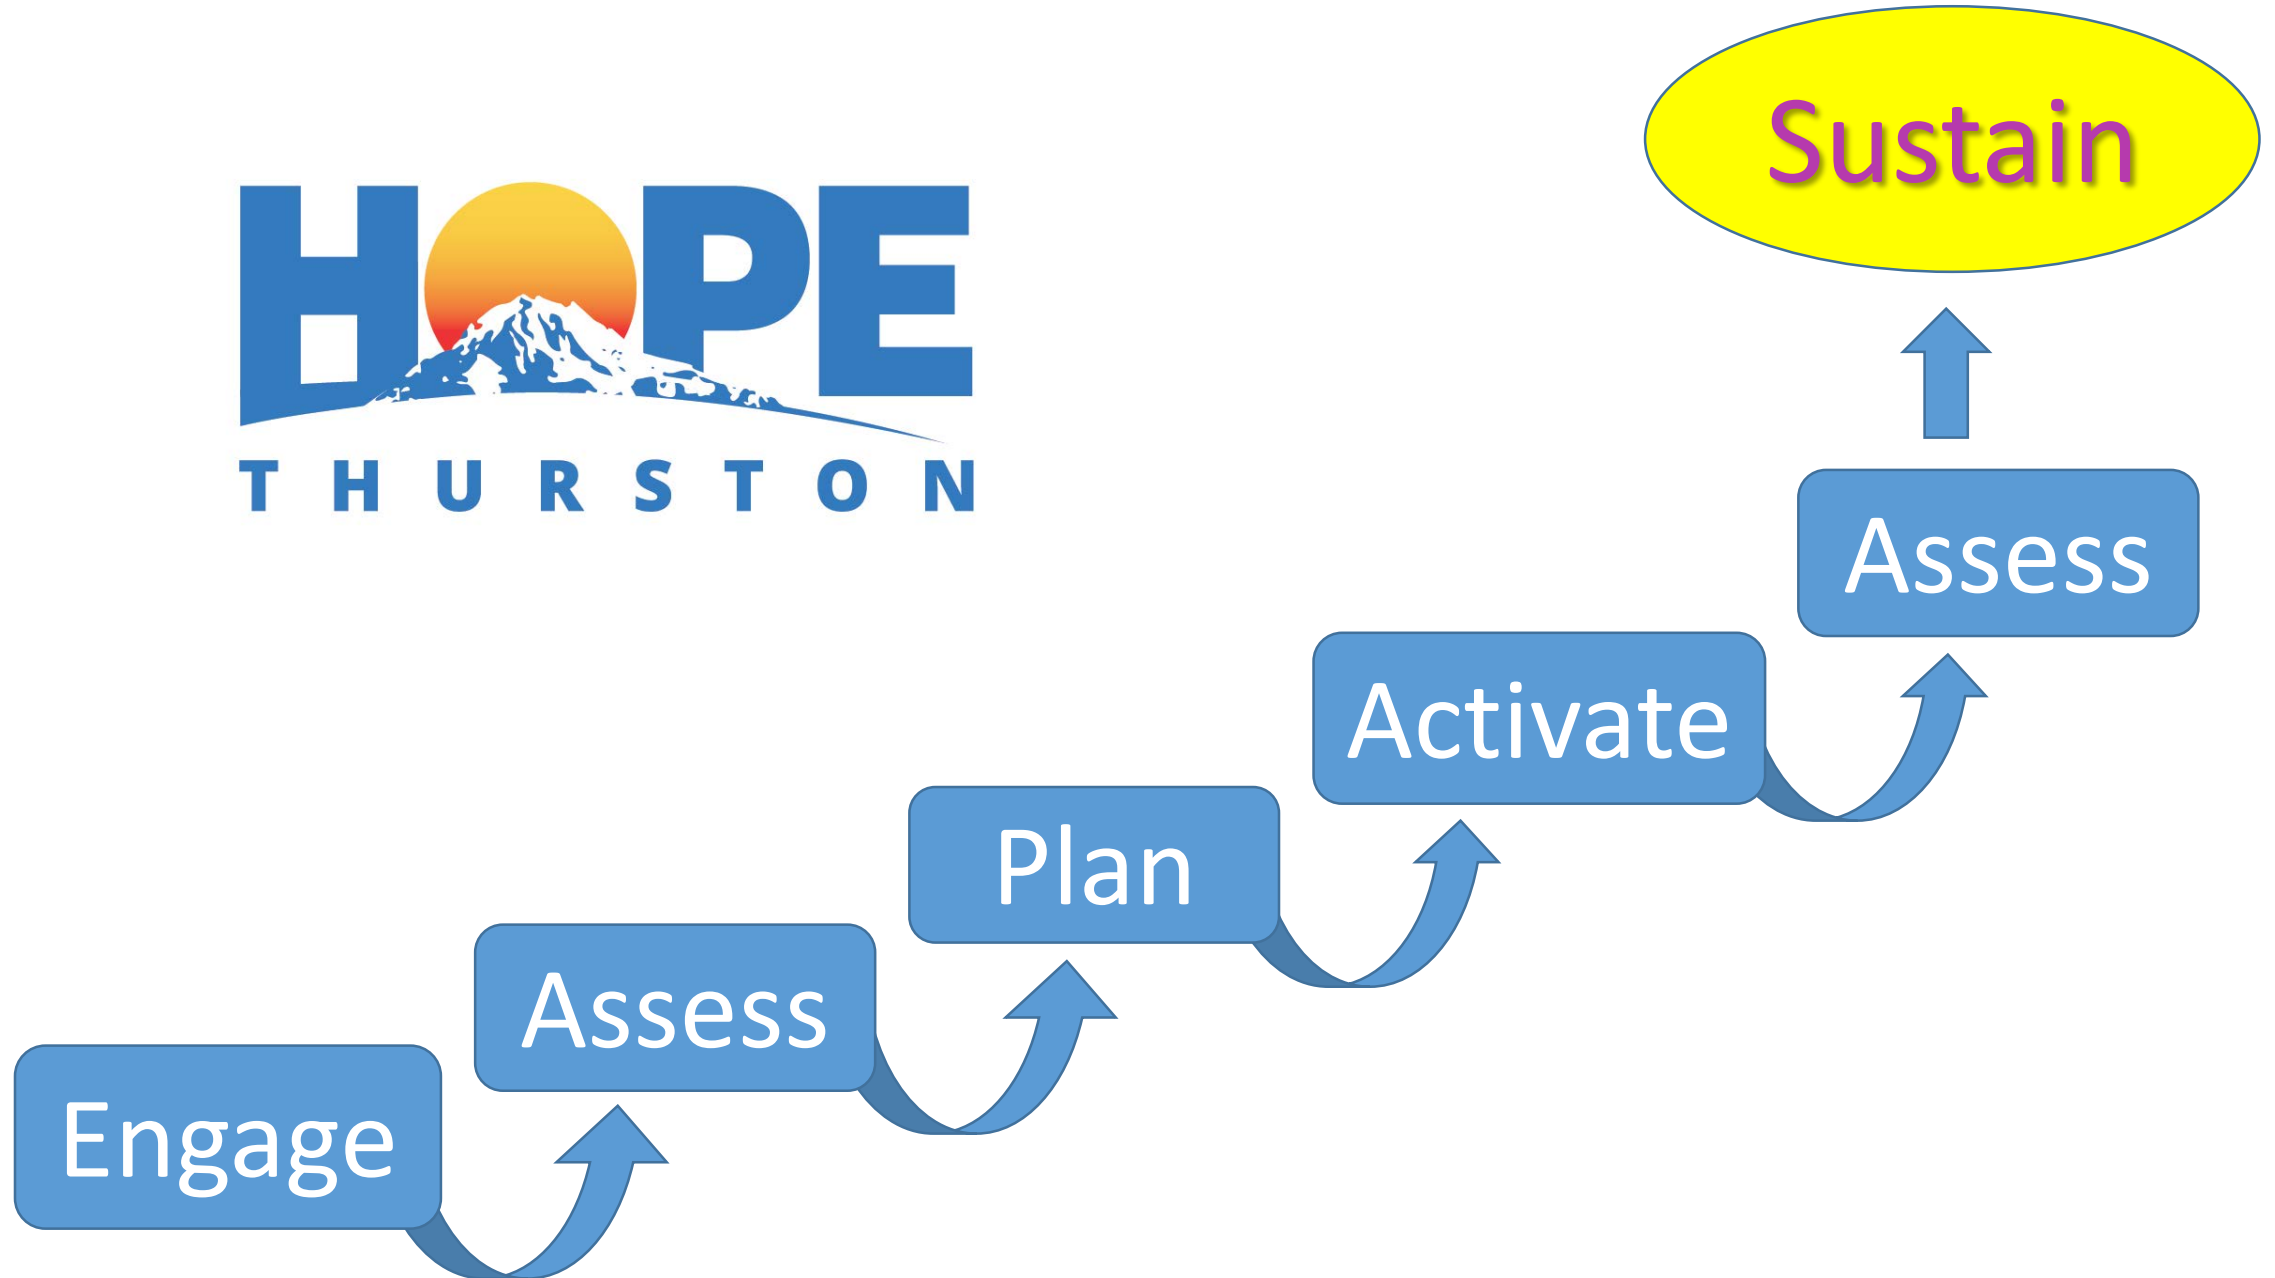 HOPE
THURSTON
Sustain
Assess
Activate
Plan
Assess
Engage